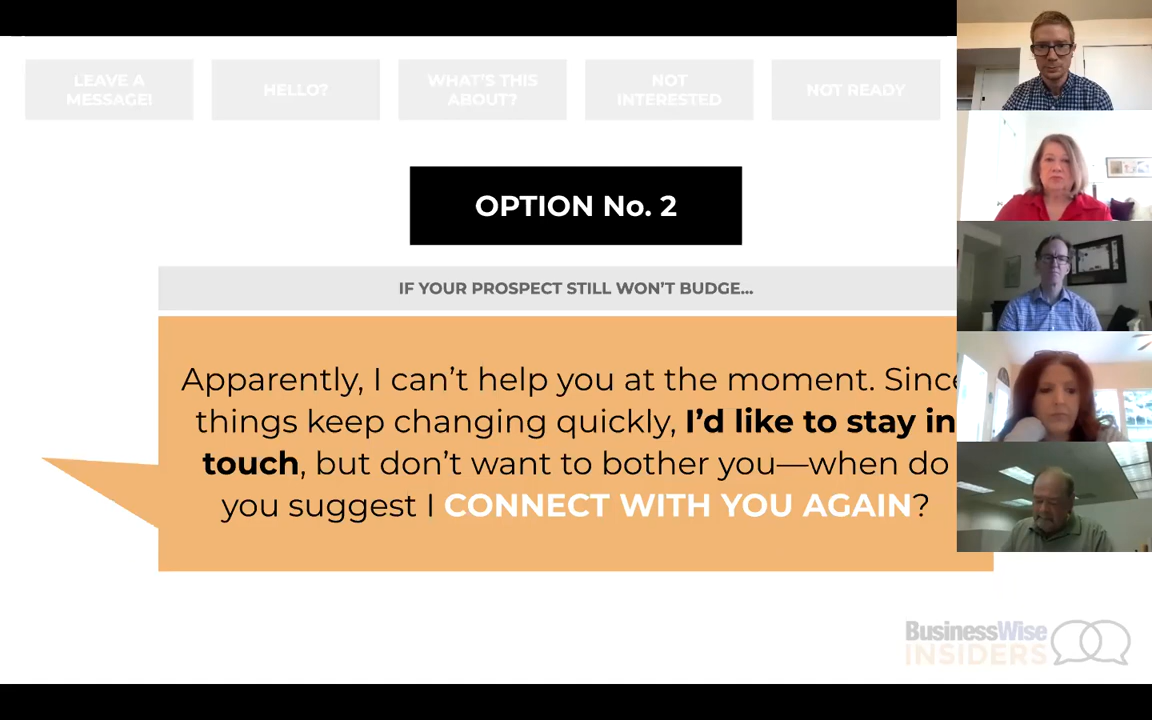 LEAVE A
MESSAGE!
HELLO?
WHAT'S THIS
ABOUT?
NOT
INTERESTED
NOT READY
OPTION No. 2
IF YOUR PROSPECT STILL WON'T BUDGE...
Apparently, I can't help you at the moment. Since
things keep changing quickly, I'd like to stay in
touch, but don't want to bother you—when do
you suggest I CONNECT WITH YOU AGAIN?
BusinessWise
INSIDERS